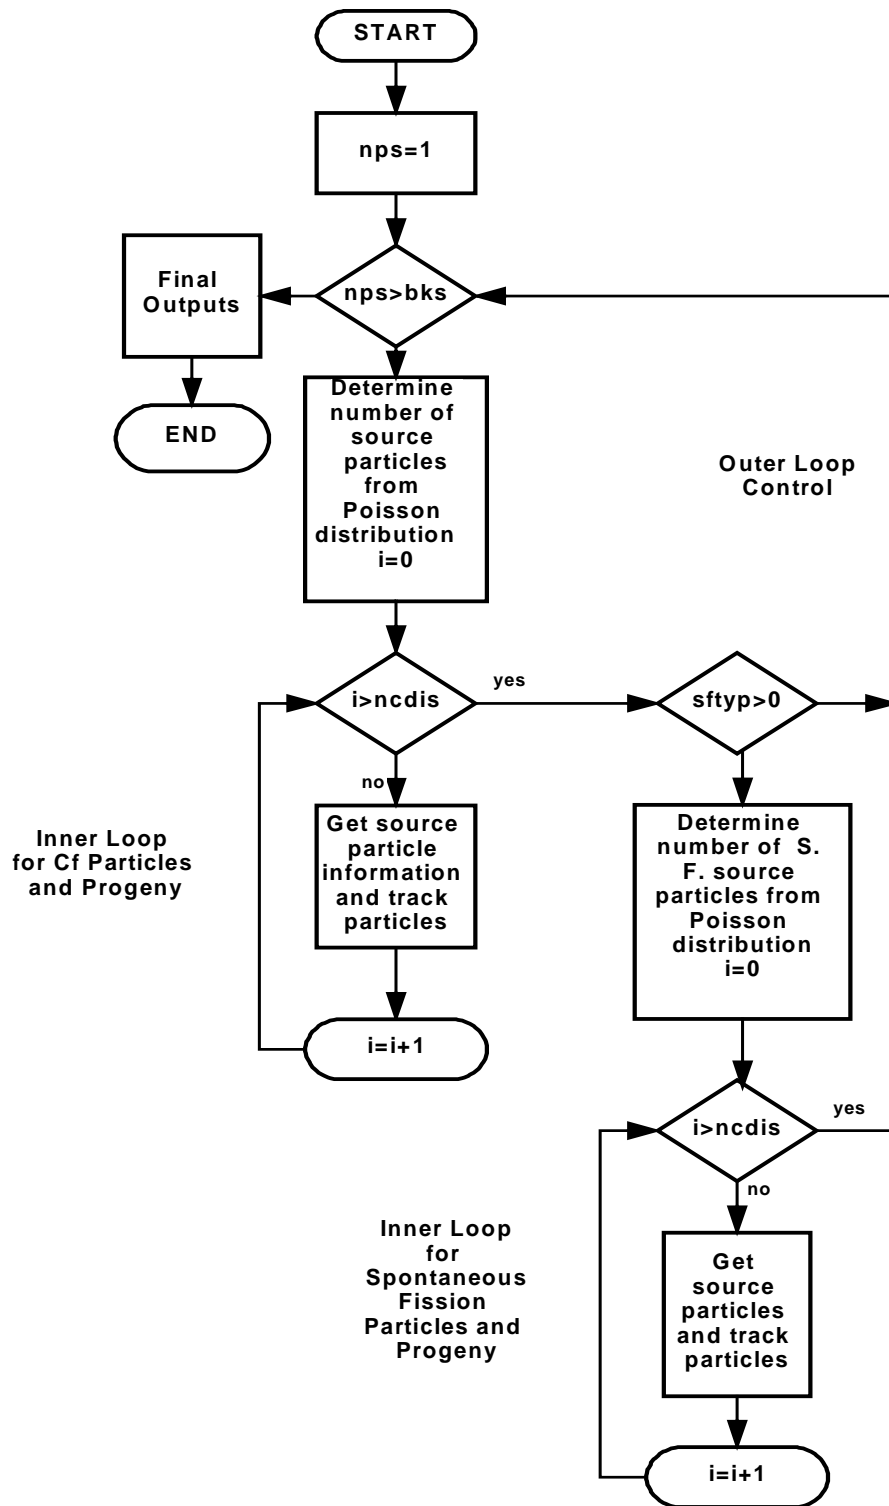 START
nps=1
nps>bks
Final
Outputs
END
Determine
number of
source
particles
from
Poisson
distribution
i=0
Outer Loop
Control
i>ncdis
yes
sftyp>0
no
Get source
particle
information
and track
particles
Inner Loop
for Cf Particles
and Progeny
i=i+1
Determine
number of S.
F. source
particles from
Poisson
distribution
i=0
i>ncdis
yes
no
Inner Loop
for
Spontaneous
Fission
Particles and
Progeny
Get
source
particles
and track
particles
i=i+1